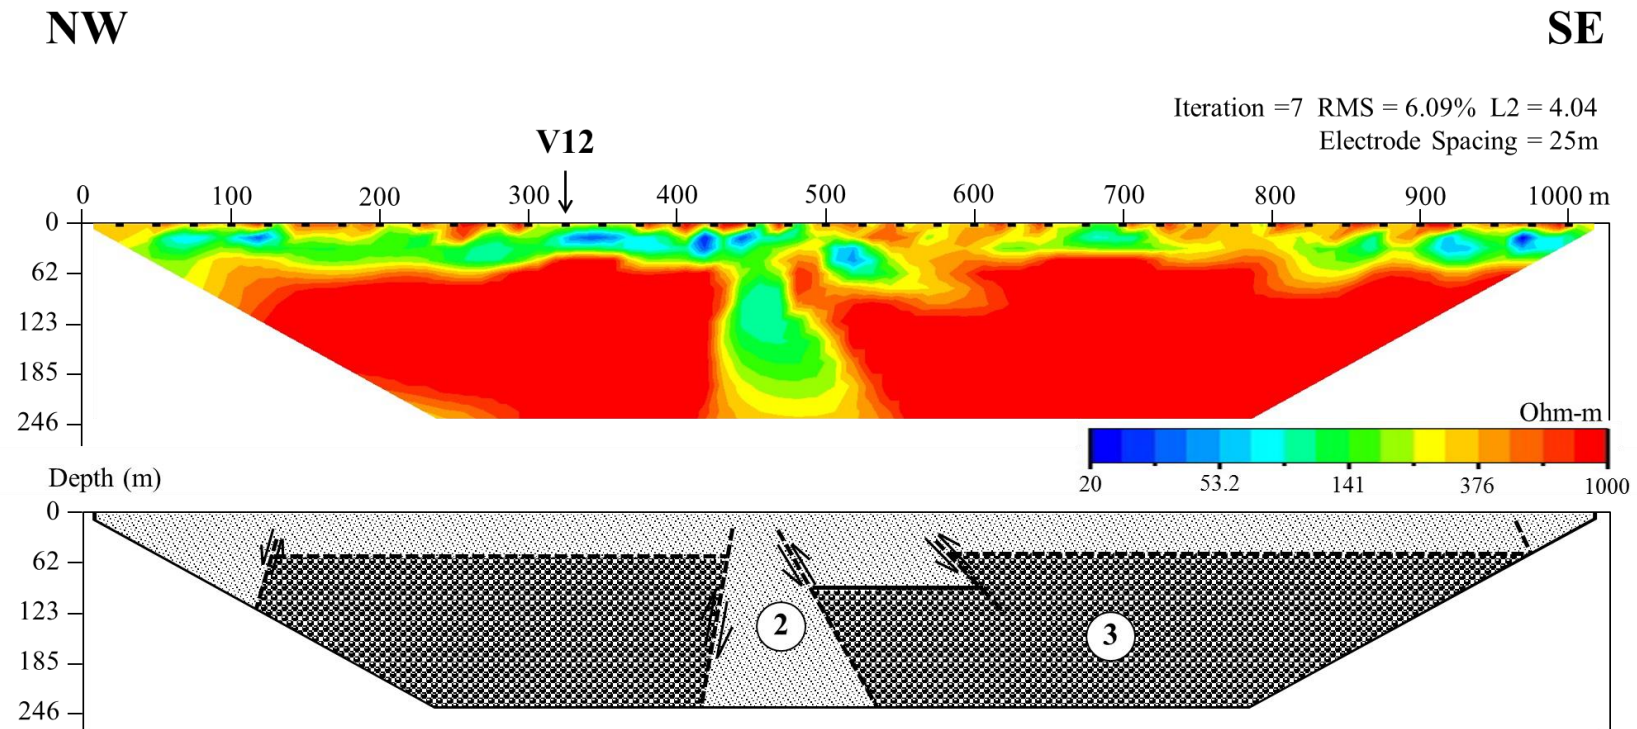 NW SE
Iteration =7 RMS = 6.09% L2 = 4.04
Electrode Spacing = 25m
V12
0 100 200 300 400 500 600 700 800 900 1000 m
0
62
123
185
246
Ohm-m
20 53.2 141 376 1000
Depth (m)
0
62
123
185
246
2
3